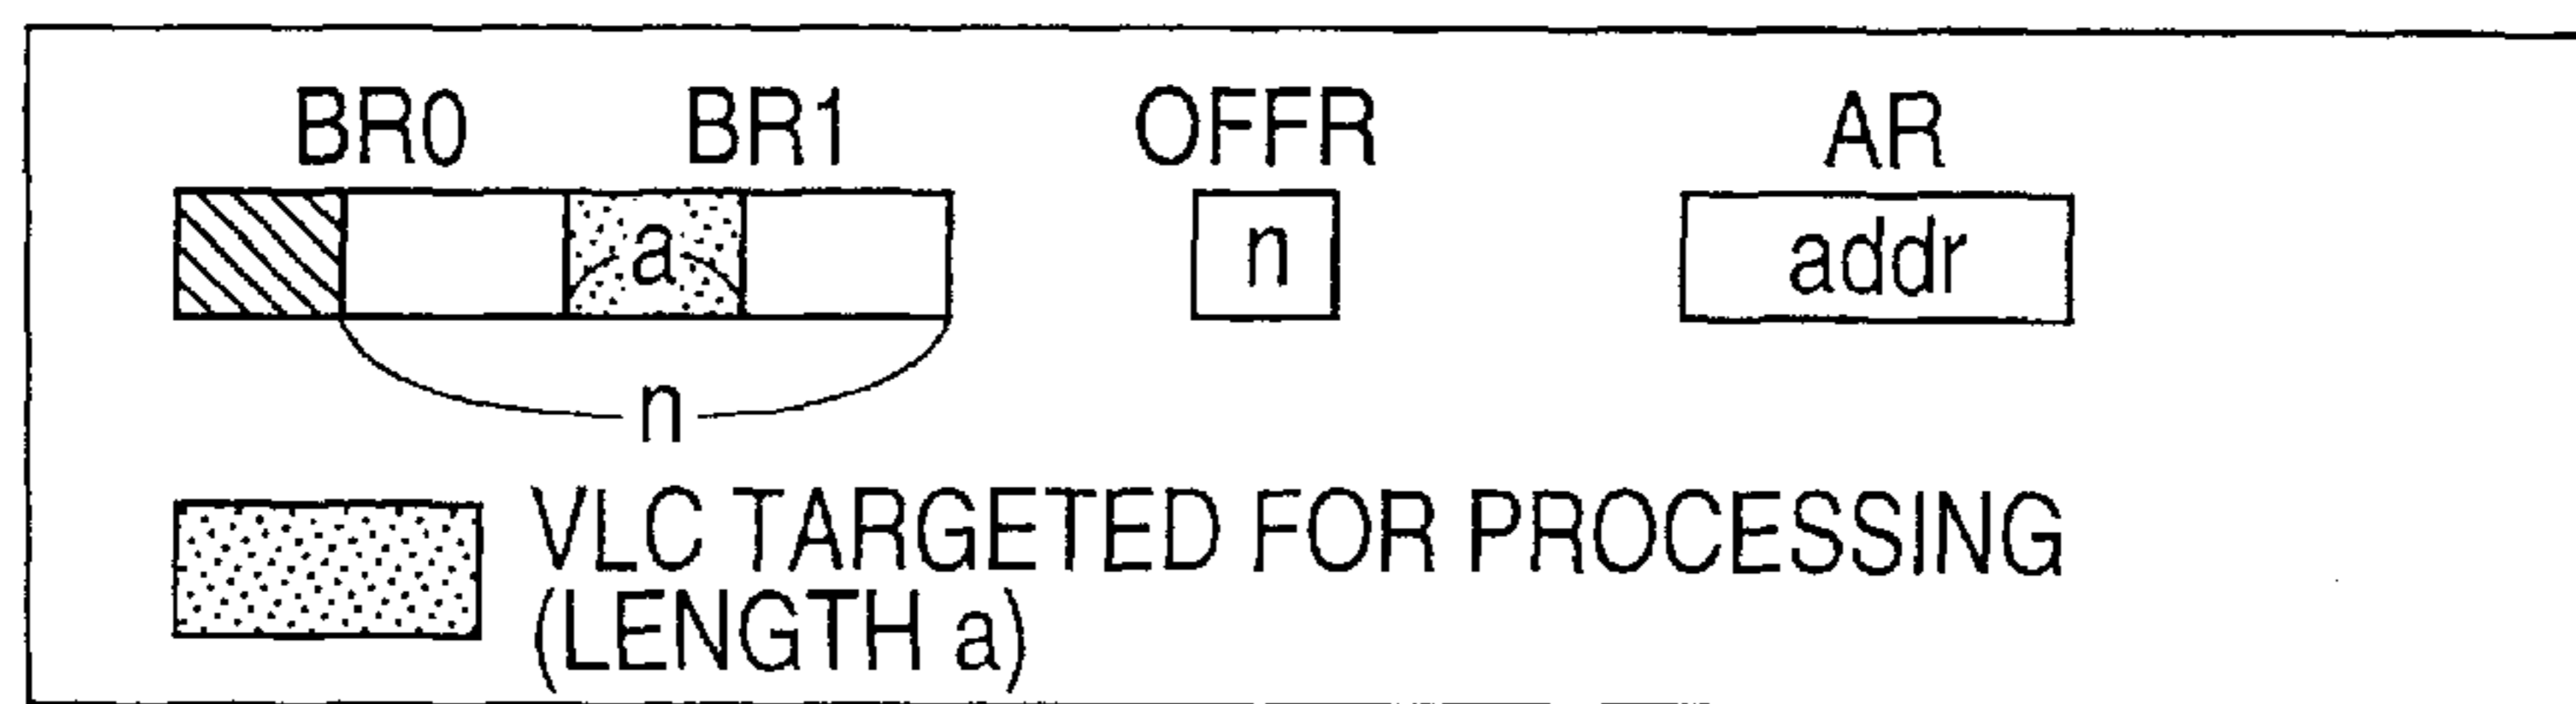 BR0 BR1 OFFR AR
a n addr
n
VLC TARGETED FOR PROCESSING
(LENGTH a)